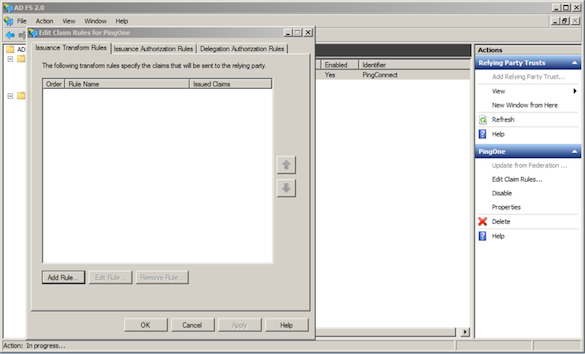 AD FS 2.0
File Action View Window Help
AD
Edit Claim Rules for PingOne
Issuance Transform Rules Issuance Authorization Rules Delegation Authorization Rules
The following transform rules specify the claims that will be sent to the relying party.
Order Rule Name Issued Claims
Add Rule... Edit Rule... Remove Rule...
OK Cancel Apply Help
Enabled Identifier
Yes PingConnect
Actions
Relying Party Trusts
Add Relying Party Trust...
View
New Window from Here
Refresh
Help
PingOne
Update from Federation ...
Edit Claim Rules...
Disable
Properties
Delete
Help
Action: In progress...